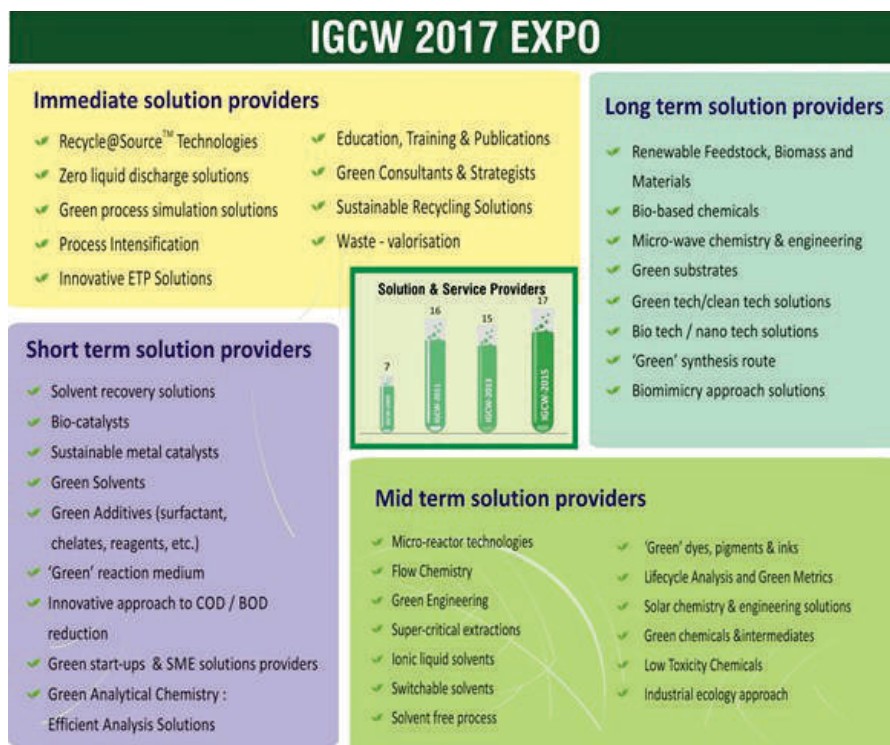 IGCW 2017 EXPO
Immediate solution providers
Recycle@Source™ Technologies
Zero liquid discharge solutions
Green process simulation solutions
Process Intensification
Innovative ETP Solutions
Education, Training & Publications
Green Consultants & Strategists
Sustainable Recycling Solutions
Waste - valorisation
Long term solution providers
Renewable Feedstock, Biomass and
Materials
Bio-based chemicals
Micro-wave chemistry & engineering
Green substrates
Green tech/clean tech solutions
Bio tech / nano tech solutions
‘Green’ synthesis route
Biomimicry approach solutions
Solution & Service Providers
7
16
15
17
IGCW-2011
IGCW-2013
IGCW-2015
Short term solution providers
Solvent recovery solutions
Bio-catalysts
Sustainable metal catalysts
Green Solvents
Green Additives (surfactant,
chelates, reagents, etc.)
‘Green’ reaction medium
Innovative approach to COD / BOD
reduction
Green start-ups & SME solutions providers
Green Analytical Chemistry :
Efficient Analysis Solutions
Mid term solution providers
Micro-reactor technologies
Flow Chemistry
Green Engineering
Super-critical extractions
Ionic liquid solvents
Switchable solvents
Solvent free process
‘Green’ dyes, pigments & inks
Lifecycle Analysis and Green Metrics
Solar chemistry & engineering solutions
Green chemicals &intermediates
Low Toxicity Chemicals
Industrial ecology approach